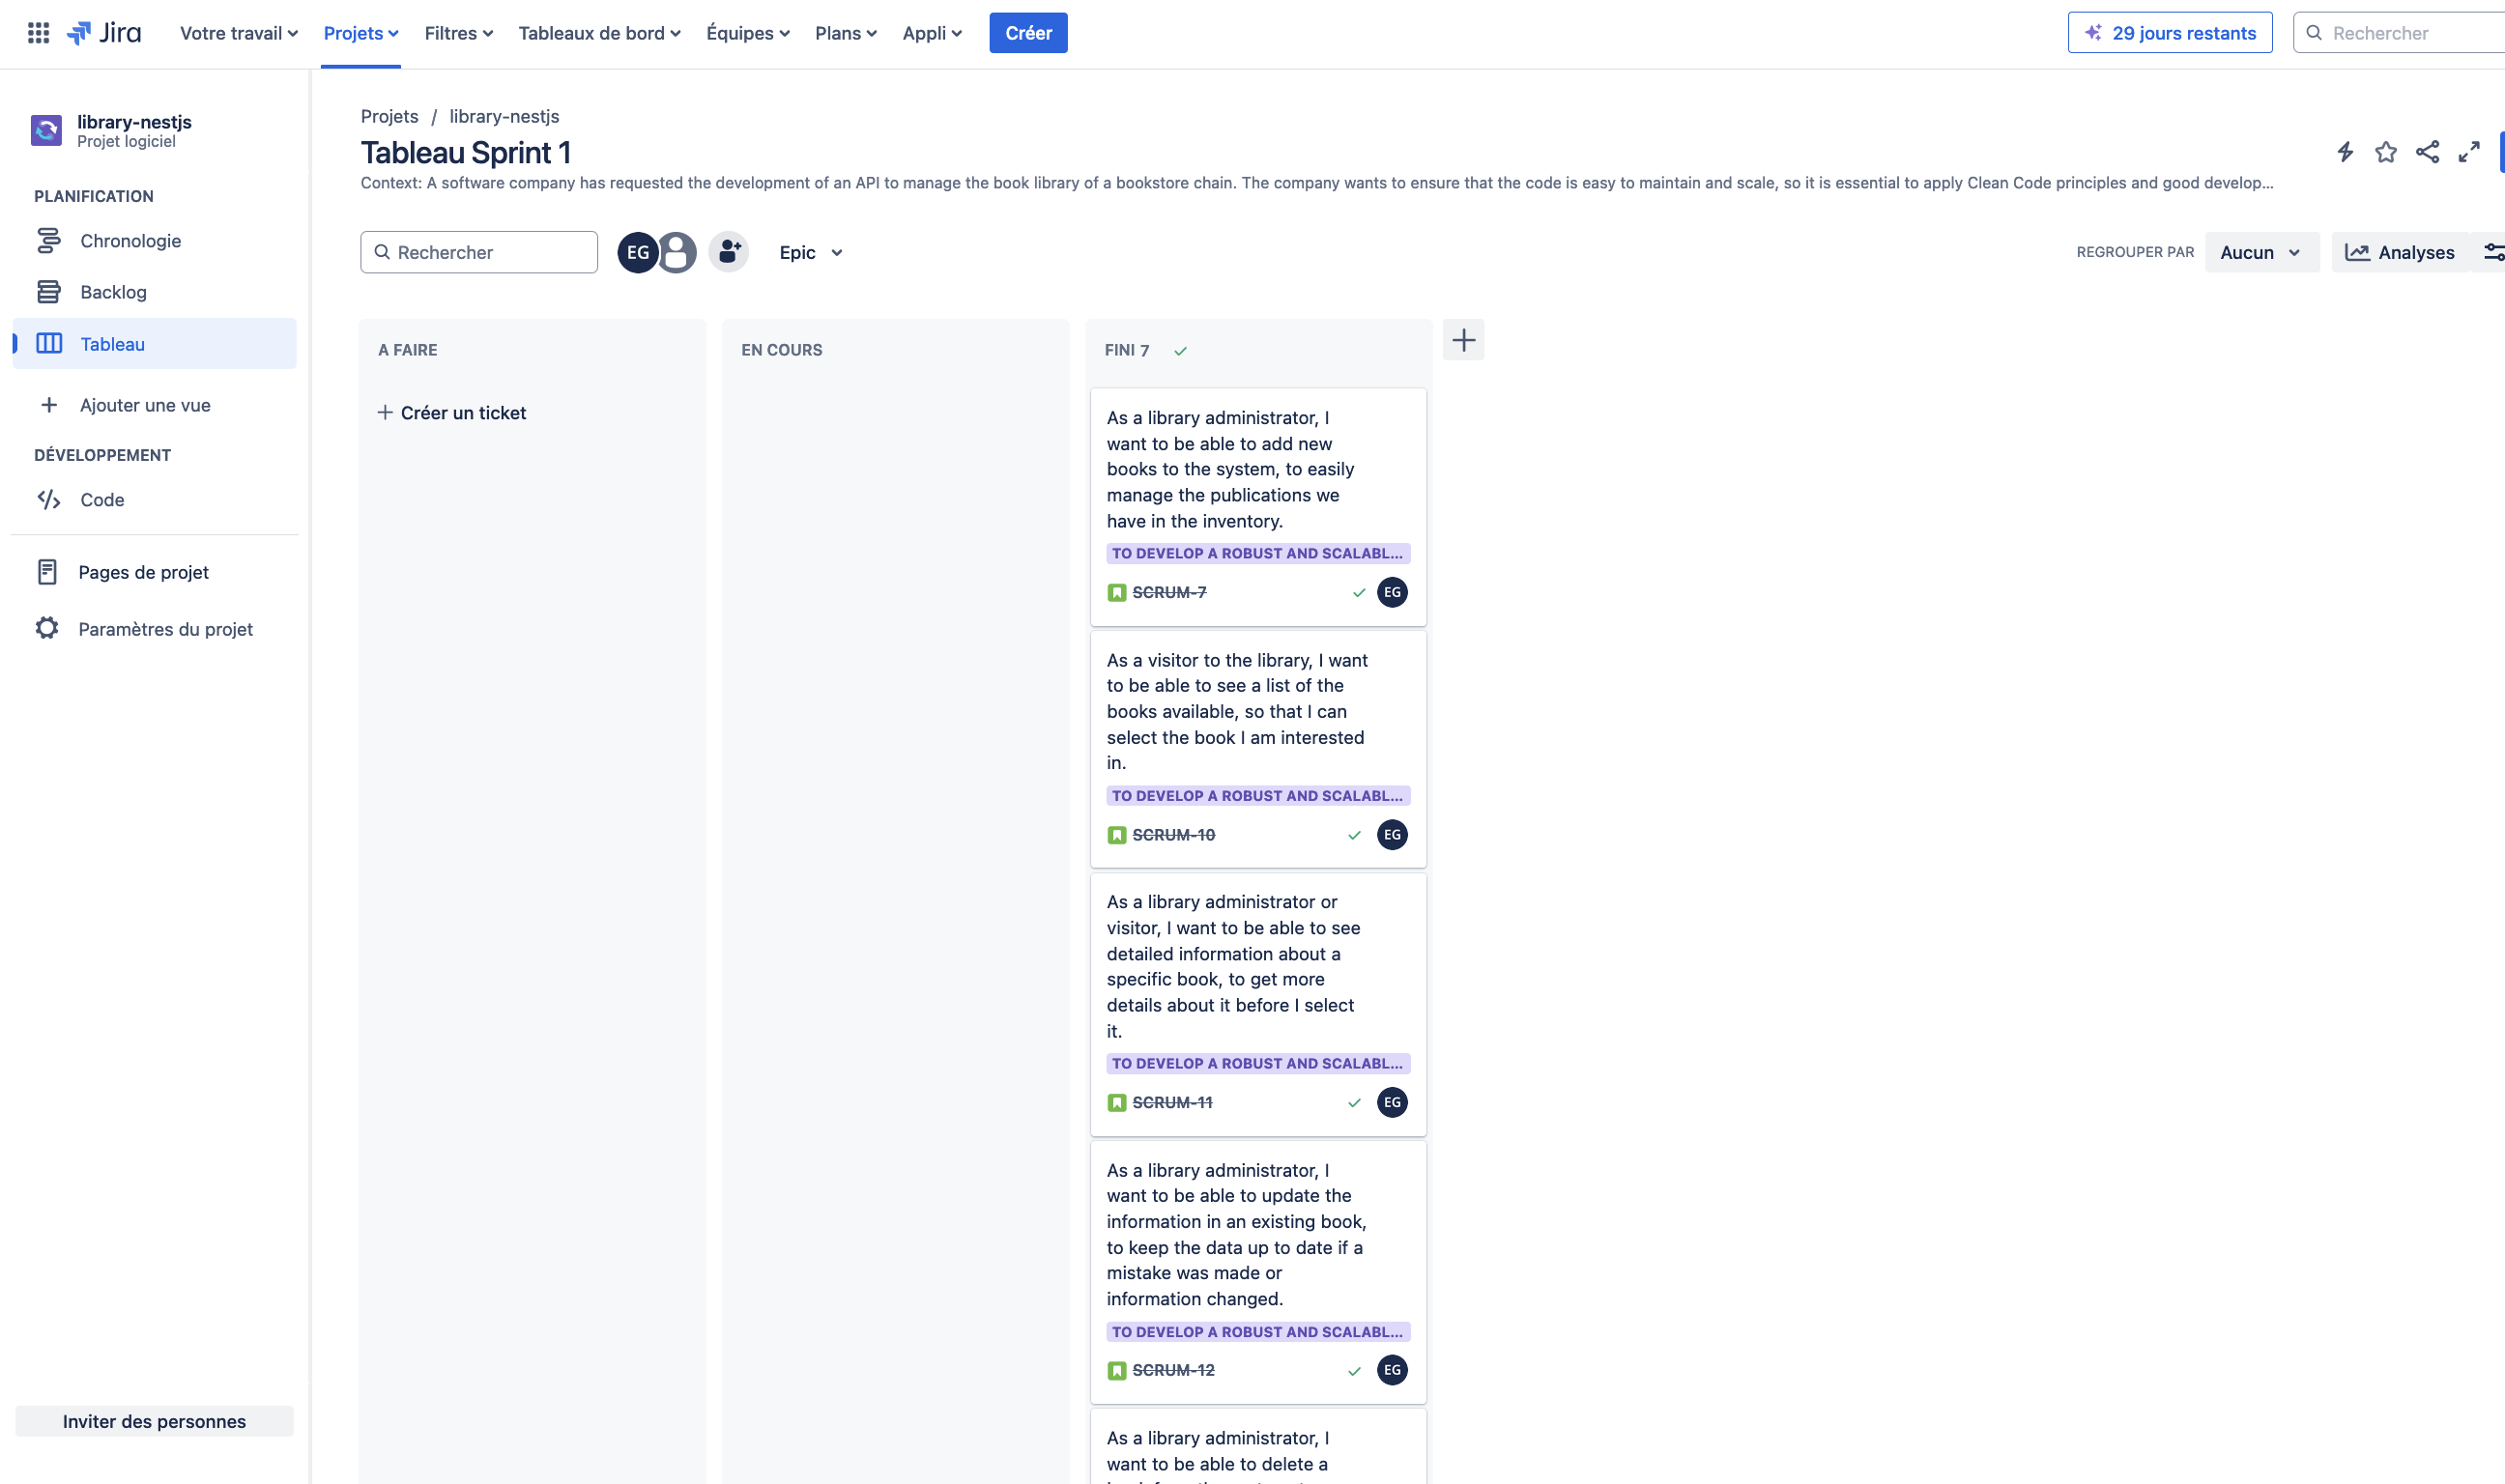 Jira
Votre travail
Projets
Filtres
Tableaux de bord
Équipes
Plans
Appli
Créer
29 jours restants
Rechercher
library-nestjs
Projet logiciel
PLANIFICATION
Chronologie
Backlog
Tableau
Ajouter une vue
DÉVELOPPEMENT
Code
Pages de projet
Paramètres du projet
Inviter des personnes
Projets / library-nestjs
Tableau Sprint 1
Context: A software company has requested the development of an API to manage the book library of a bookstore chain. The company wants to ensure that the code is easy to maintain and scale, so it is essential to apply Clean Code principles and good develop...
Rechercher
EG
Epic
REGROUPER PAR
Aucun
Analyses
A FAIRE
Créer un ticket
EN COURS
FINI 7
As a library administrator, I
want to be able to add new
books to the system, to easily
manage the publications we
have in the inventory.
TO DEVELOP A ROBUST AND SCALABL...
SCRUM-7
EG
As a visitor to the library, I want
to be able to see a list of the
books available, so that I can
select the book I am interested
in.
TO DEVELOP A ROBUST AND SCALABL...
SCRUM-10
EG
As a library administrator or
visitor, I want to be able to see
detailed information about a
specific book, to get more
details about it before I select
it.
TO DEVELOP A ROBUST AND SCALABL...
SCRUM-11
EG
As a library administrator, I
want to be able to update the
information in an existing book,
to keep the data up to date if a
mistake was made or
information changed.
TO DEVELOP A ROBUST AND SCALABL...
SCRUM-12
EG
As a library administrator, I
want to be able to delete a